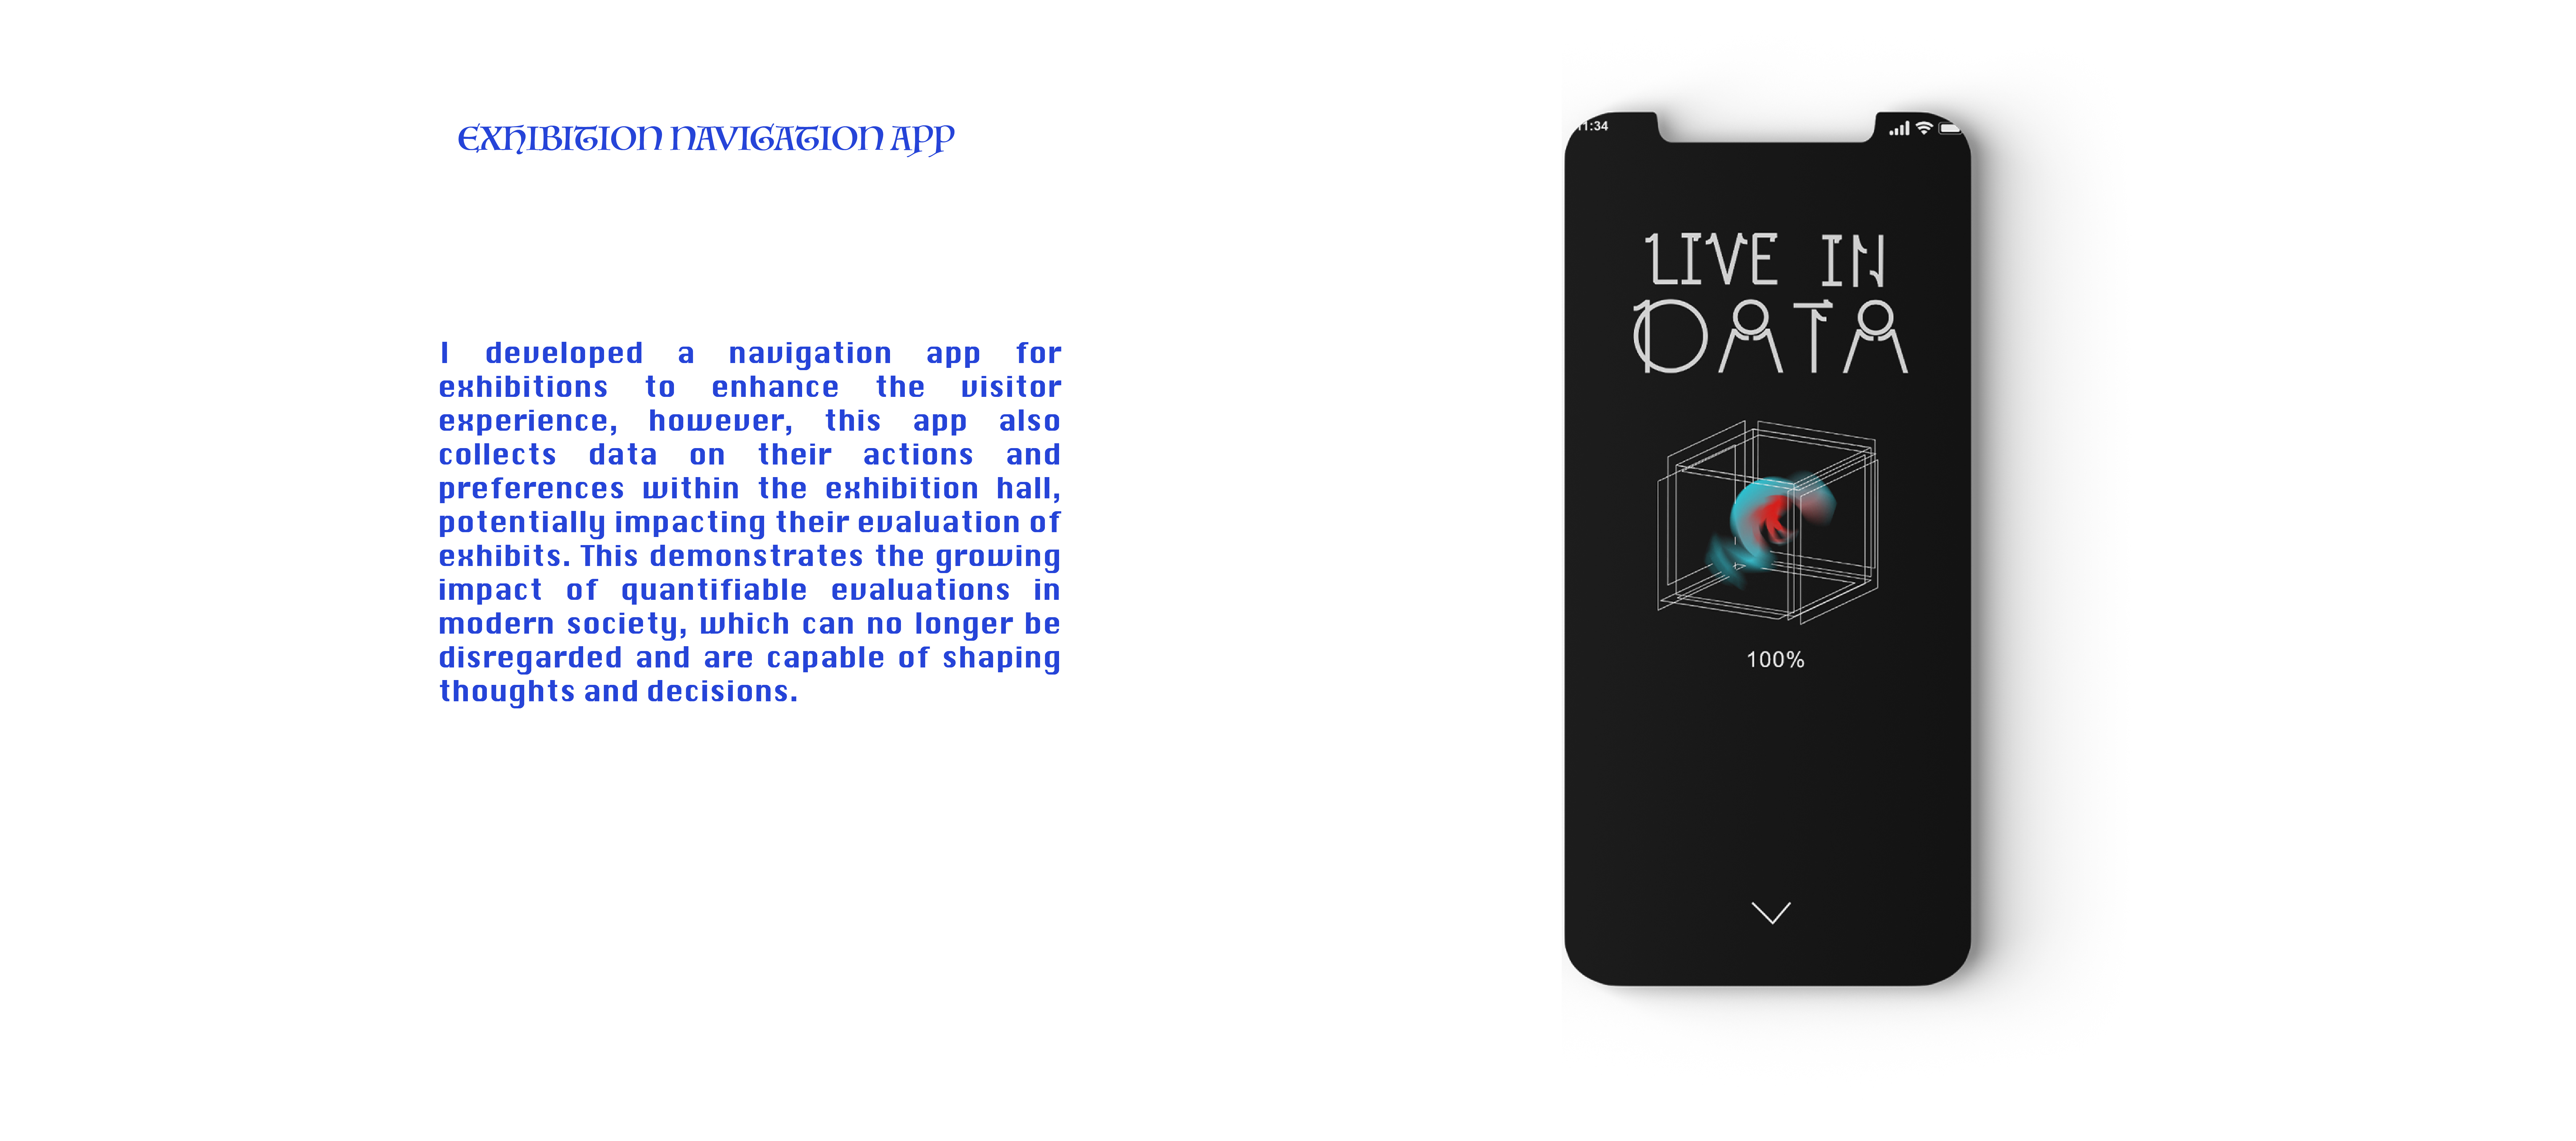 EXHIBITION NAVIGATION APP
I developed a navigation app for
exhibitions to enhance the visitor
experience, however, this app also
collects data on their actions and
preferences within the exhibition hall,
potentially impacting their evaluation of
exhibits. This demonstrates the growing
impact of quantifiable evaluations in
modern society, which can no longer be
disregarded and are capable of shaping
thoughts and decisions.
11:34
LIVE IN
DATA
100%